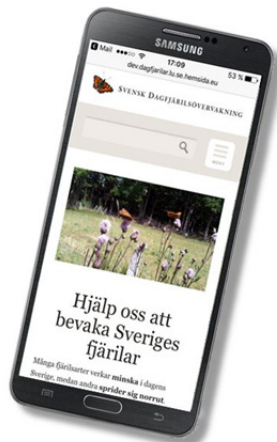 SAMSUNG
Mail 17:09 53 %
dev.dagfjarilar.lu.se.hemsida.eu
SVENSK DAGFJÄRILSÖVERVAKNING
MENY
Hjälp oss att
bevaka Sveriges
fjärilar
Många fjärilsarter verkar minska i dagens
Sverige, medan andra sprider sig norrut.